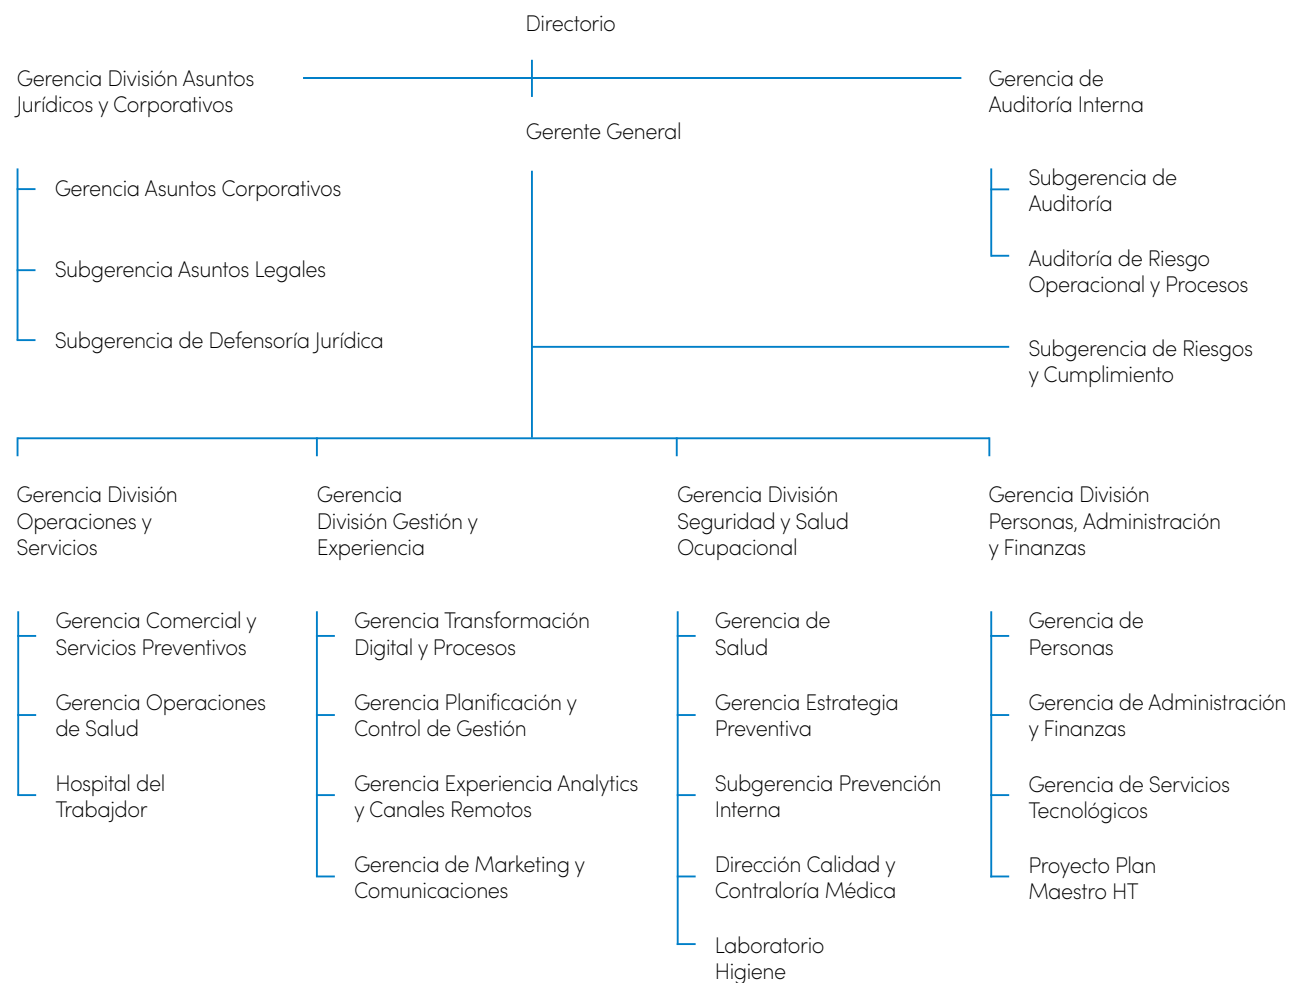 Directorio
Gerencia División Asuntos
Jurídicos y Corporativos
Gerencia de
Auditoría Interna
Gerente General
Gerencia Asuntos Corporativos
Subgerencia Asuntos Legales
Subgerencia de Defensoría Jurídica
Subgerencia de
Auditoría
Auditoría de Riesgo
Operacional y Procesos
Subgerencia de Riesgos
y Cumplimiento
Gerencia División
Operaciones y
Servicios
Gerencia Comercial y
Servicios Preventivos
Gerencia Operaciones
de Salud
Hospital del
Trabajdor
Gerencia
División Gestión y
Experiencia
Gerencia Transformación
Digital y Procesos
Gerencia Planificación y
Control de Gestión
Gerencia Experiencia Analytics
y Canales Remotos
Gerencia de Marketing y
Comunicaciones
Gerencia División
Seguridad y Salud
Ocupacional
Gerencia de
Salud
Gerencia Estrategia
Preventiva
Subgerencia Prevención
Interna
Dirección Calidad y
Contraloría Médica
Laboratorio
Higiene
Gerencia División
Personas, Administración
y Finanzas
Gerencia de
Personas
Gerencia de Administración
y Finanzas
Gerencia de Servicios
Tecnológicos
Proyecto Plan
Maestro HT